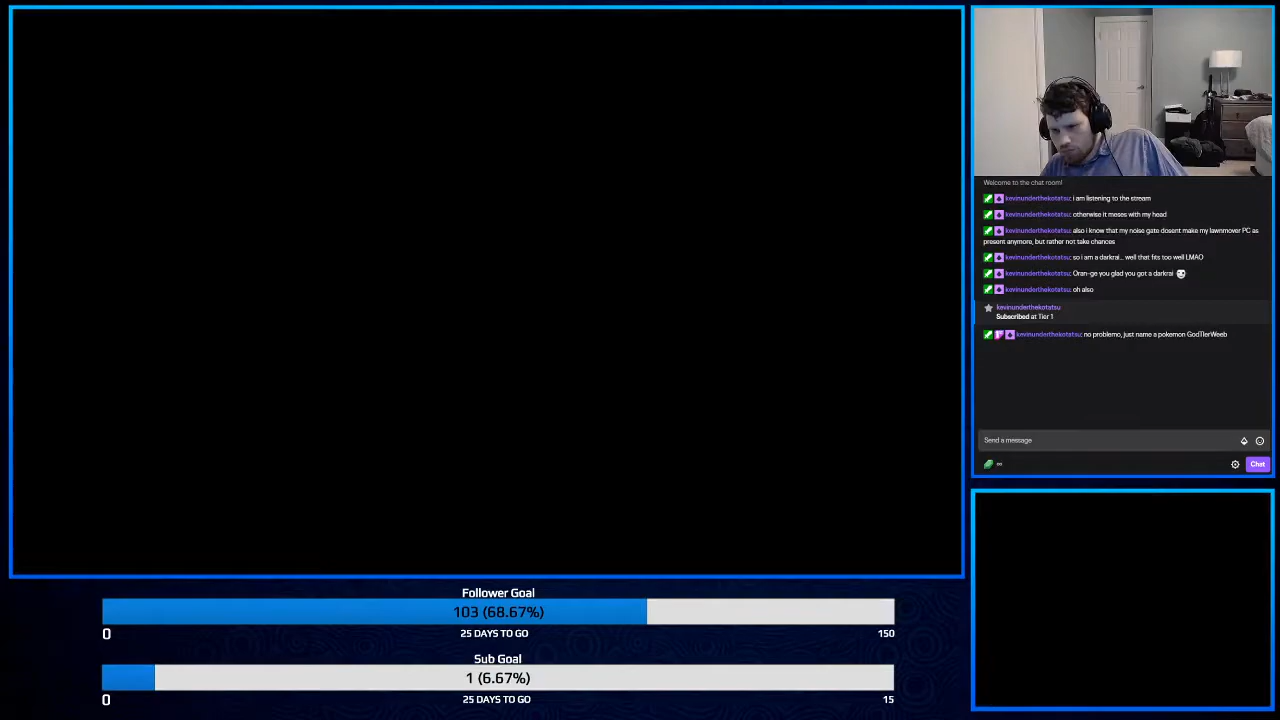 Welcome to the chat room!
kevinunderthekotatsu: i am listening to the stream
kevinunderthekotatsu: otherwise it meses with my head
kevinunderthekotatsu: also i know that my noise gate dosent make my lawnmover PC as
present anymore, but rather not take chances
kevinunderthekotatsu: so i am a darkrai... well that fits too well LMAO
kevinunderthekotatsu: Oran-ge you glad you got a darkrai
kevinunderthekotatsu: oh also
kevinunderthekotatsu
Subscribed at Tier 1
kevinunderthekotatsu: no problemo, just name a pokemon GodTierWeeb
Send a message
∞
Chat
Follower Goal
103 (68.67%)
0
25 DAYS TO GO
150
Sub Goal
1 (6.67%)
0
25 DAYS TO GO
15